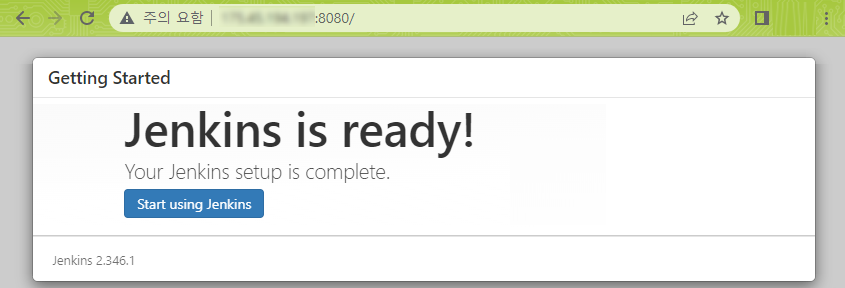 주의 요함 | :8080/
Getting Started
Jenkins is ready!
Your Jenkins setup is complete.
Start using Jenkins
Jenkins 2.346.1